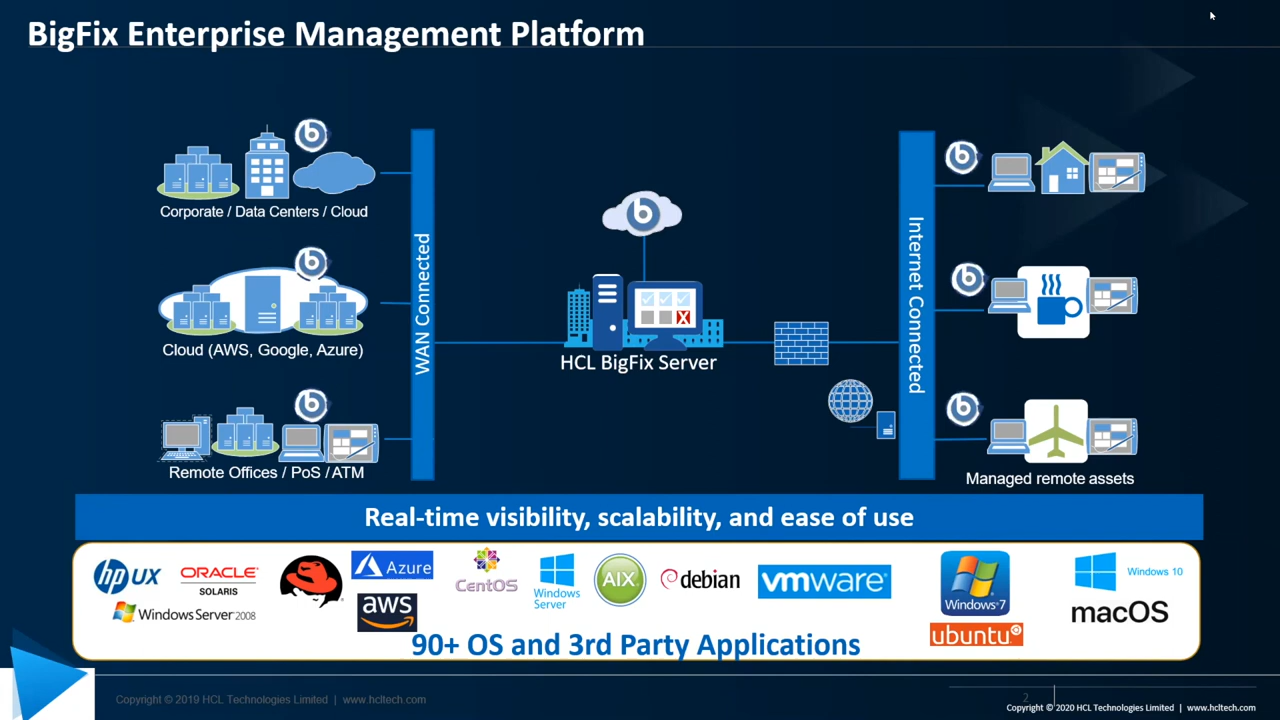 BigFix Enterprise Management Platform
Corporate / Data Centers / Cloud
Cloud (AWS, Google, Azure)
Remote Offices / PoS / ATM
WAN Connected
HCL BigFix Server
Internet Connected
Managed remote assets
Real-time visibility, scalability, and ease of use
hp UX
ORACLE
SOLARIS
Windows Server 2008
Azure
aws
CentOS
Windows
Server
AIX
debian
vmware
Windows 7
ubuntu
Windows 10
macOS
90+ OS and 3rd Party Applications
Copyright © 2019 HCL Technologies Limited | www.hcltech.com
2
Copyright © 2020 HCL Technologies Limited | www.hcltech.com